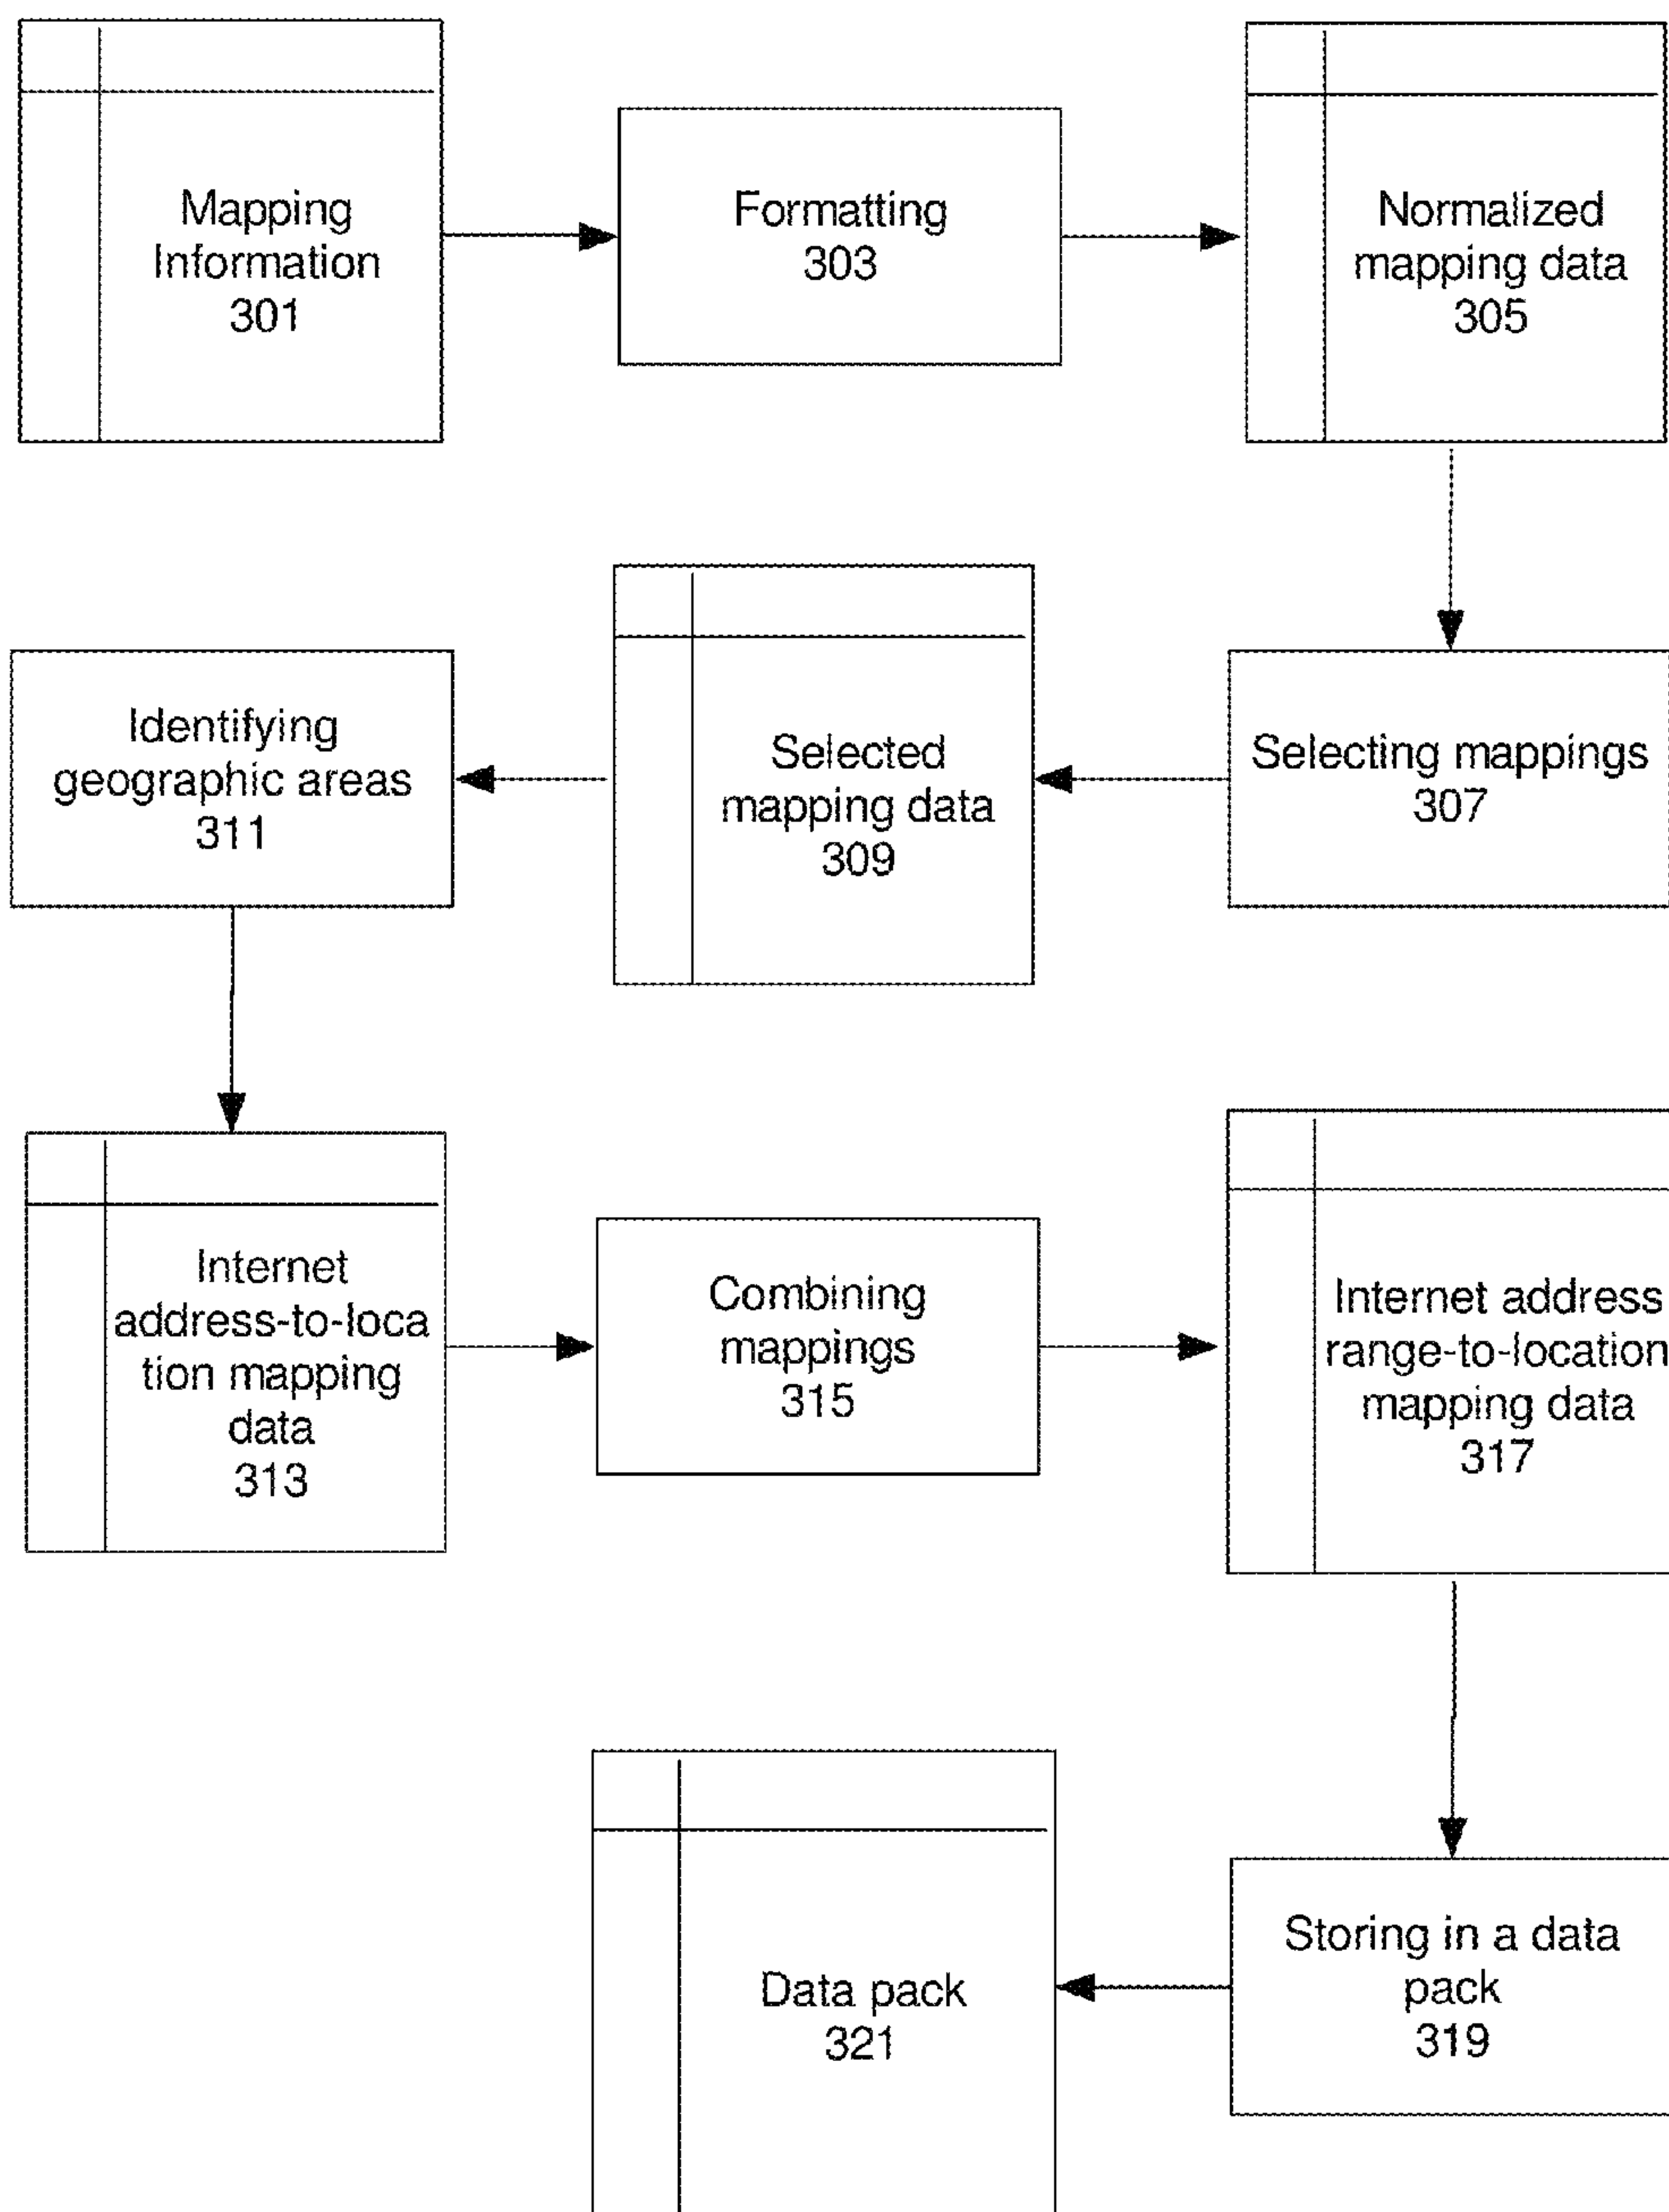 Mapping
Information
301
Formatting
303
Normalized
mapping data
305
Identifying
geographic areas
311
Selected
mapping data
309
Selecting mappings
307
Internet
address-to-loca
tion mapping
data
313
Combining
mappings
315
Internet address
range-to-location
mapping data
317
Data pack
321
Storing in a data
pack
319